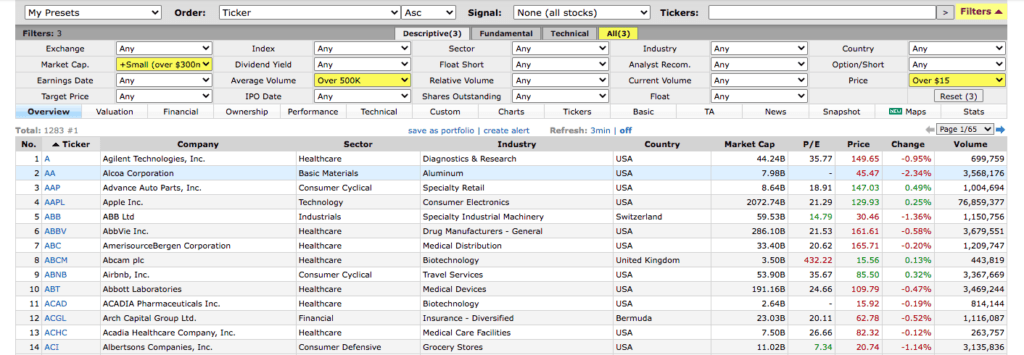 My Presets Order: Ticker Asc Signal: None (all stocks) Tickers: > Filters
Filters: 3 Descriptive(3) Fundamental Technical All(3)
Exchange Any Index Any Sector Any Industry Any Country Any
Market Cap. +Small (over $300m Dividend Yield Any Float Short Any Analyst Recom. Any Option/Short Any
Earnings Date Any Average Volume Over 500K Relative Volume Any Current Volume Any Price Over $15
Target Price Any IPO Date Any Shares Outstanding Any Float Any Reset (3)
Overview Valuation Financial Ownership Performance Technical Custom Charts Tickers Basic TA News Snapshot NEW Maps Stats
Total: 1283 #1 save as portfolio | create alert Refresh: 3min | off Page 1/65
No. Ticker Company Sector Industry Country Market Cap P/E Price Change Volume
1 A Agilent Technologies, Inc. Healthcare Diagnostics & Research USA 44.24B 35.77 149.65 -0.95% 699,759
2 AA Alcoa Corporation Basic Materials Aluminum USA 7.98B - 45.47 -2.34% 3,568,176
3 AAP Advance Auto Parts, Inc. Consumer Cyclical Specialty Retail USA 8.64B 18.91 147.03 0.49% 1,004,694
4 AAPL Apple Inc. Technology Consumer Electronics USA 2072.74B 21.29 129.93 0.25% 76,859,377
5 ABB ABB Ltd Industrials Specialty Industrial Machinery Switzerland 59.53B 14.79 30.46 -1.36% 1,150,756
6 ABBV AbbVie Inc. Healthcare Drug Manufacturers - General USA 286.10B 21.53 161.61 -0.58% 3,679,551
7 ABC AmerisourceBergen Corporation Healthcare Medical Distribution USA 33.40B 20.62 165.71 -0.20% 1,209,747
8 ABCM Abcam plc Healthcare Biotechnology United Kingdom 3.50B 432.22 15.56 0.13% 443,819
9 ABNB Airbnb, Inc. Consumer Cyclical Travel Services USA 53.90B 35.67 85.50 0.32% 3,367,669
10 ABT Abbott Laboratories Healthcare Medical Devices USA 191.16B 24.66 109.79 -0.47% 3,469,244
11 ACAD ACADIA Pharmaceuticals Inc. Healthcare Biotechnology USA 2.64B - 15.92 -0.19% 814,144
12 ACGL Arch Capital Group Ltd. Financial Insurance - Diversified Bermuda 23.03B 20.11 62.78 -0.52% 1,116,087
13 ACHC Acadia Healthcare Company, Inc. Healthcare Medical Care Facilities USA 7.50B 26.66 82.32 -0.12% 263,757
14 ACI Albertsons Companies, Inc. Consumer Defensive Grocery Stores USA 11.02B 7.34 20.74 -1.14% 3,135,836